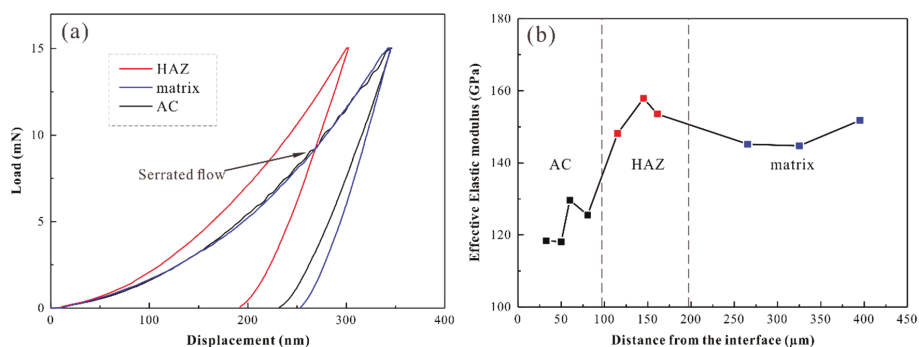 (a)
HAZ
matrix
AC
Serrated flow
Load (mN)
15
10
5
0
0
100
200
300
400
Displacement (nm)
(b)
Effective Elastic modulus (GPa)
180
160
140
120
100
AC
HAZ
matrix
0
50
100
150
200
250
300
350
400
450
Distance from the interface (μm)